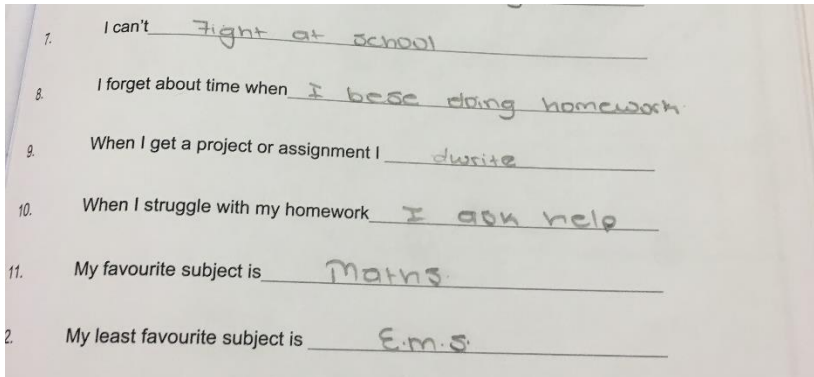 7. I can't Fight at school
8. I forget about time when I bese doing homework
9. When I get a project or assignment I dwrite
10. When I struggle with my homework I ask help
11. My favourite subject is Maths.
2. My least favourite subject is E.m.s.